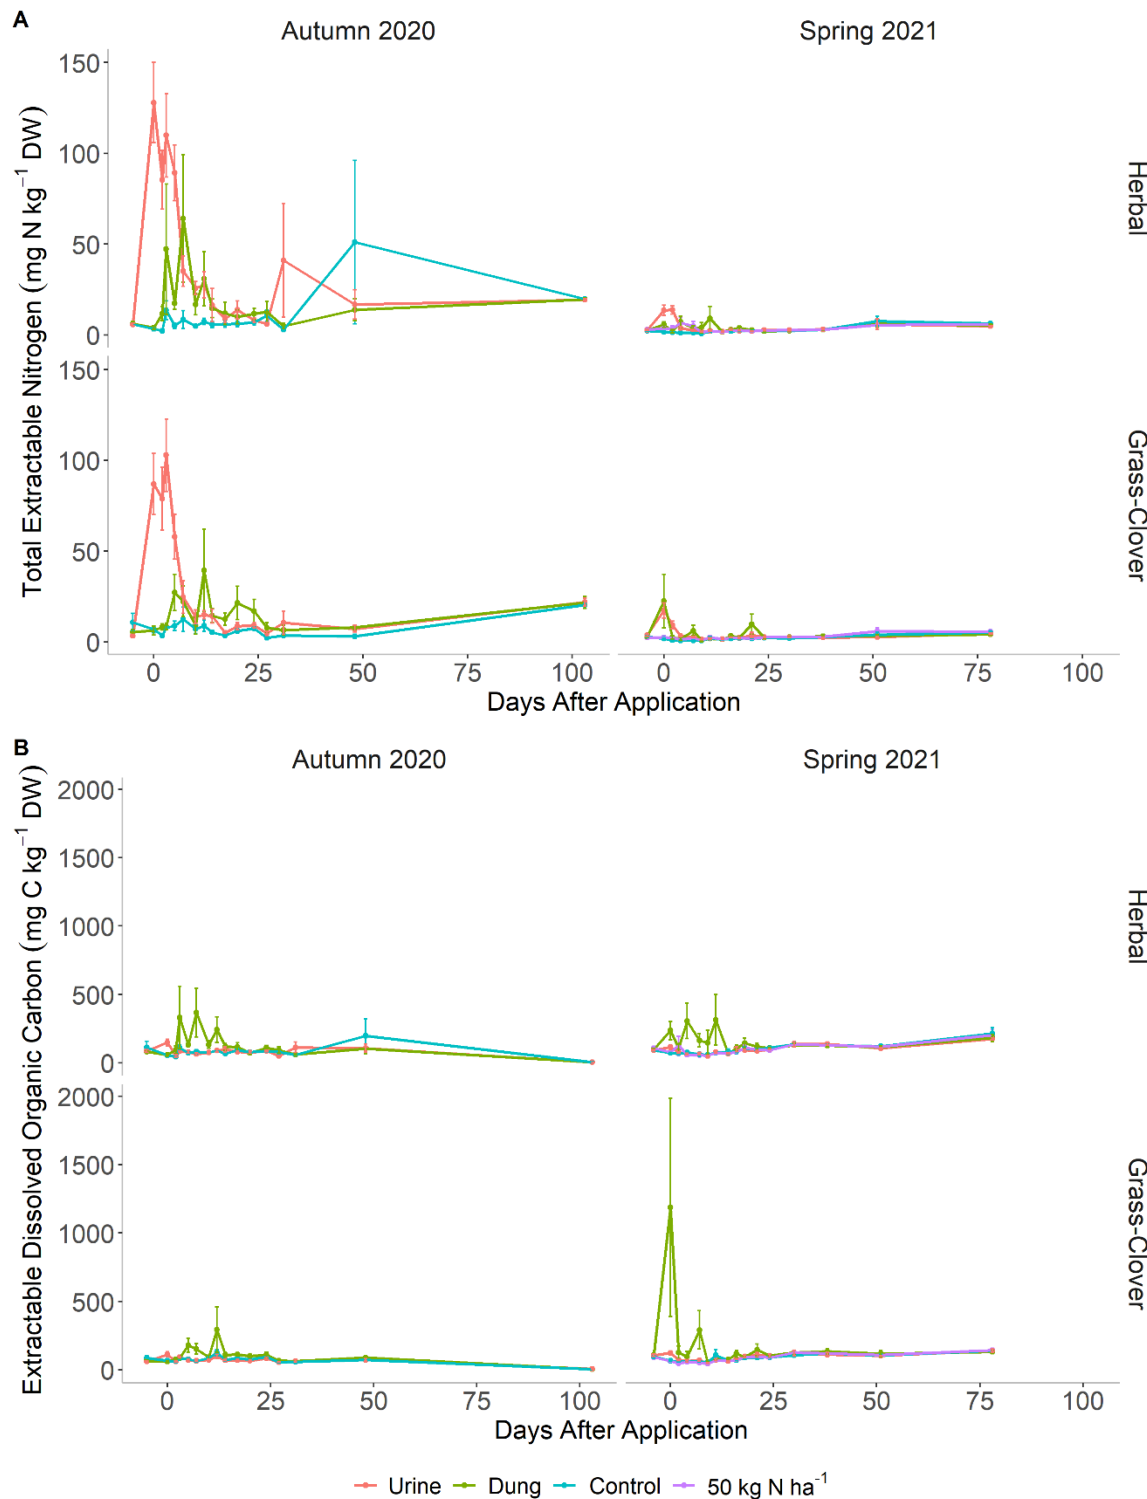 A
Autumn 2020 Spring 2021
Total Extractable Nitrogen (mg N kg⁻¹ DW)
150
100
50
0
Herbal
150
100
50
0
Grass-Clover
0 25 50 75 100 0 25 50 75 100
Days After Application
B
Autumn 2020 Spring 2021
Extractable Dissolved Organic Carbon (mg C kg⁻¹ DW)
2000
1500
1000
500
0
Herbal
2000
1500
1000
500
0
Grass-Clover
0 25 50 75 100 0 25 50 75 100
Days After Application
Urine Dung Control 50 kg N ha⁻¹